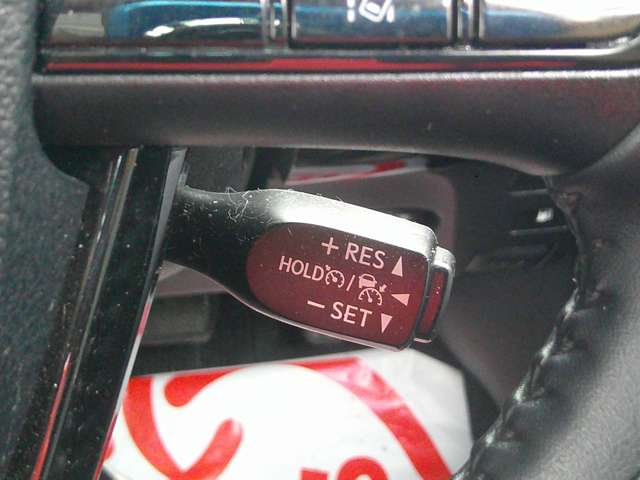 + RES
HOLD /
– SET